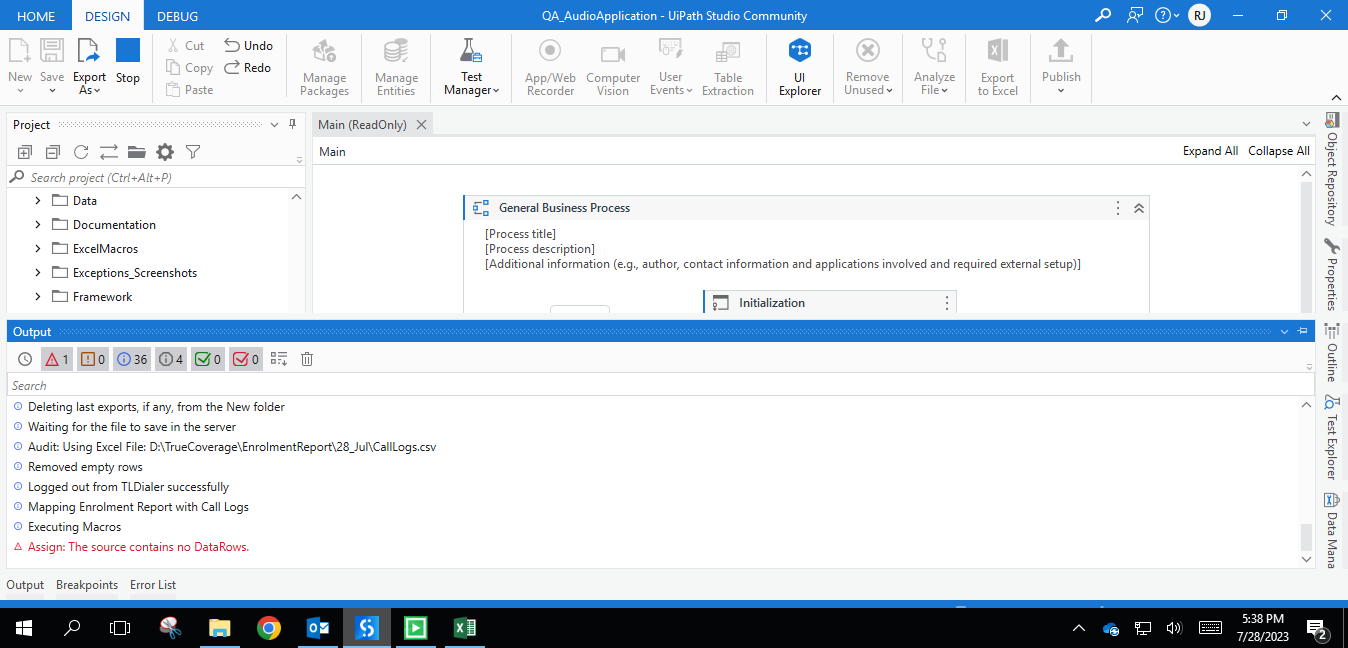 HOME DESIGN DEBUG QA_AudioApplication - UiPath Studio Community RJ
New Save Export As Stop
Cut Copy Paste
Undo Redo
Manage Packages
Manage Entities
Test Manager
App/Web Recorder
Computer Vision
User Events
Table Extraction
UI Explorer
Remove Unused
Analyze File
Export to Excel
Publish
Project
Main (ReadOnly)
Main Expand All Collapse All
Search project (Ctrl+Alt+P)
Data
Documentation
ExcelMacros
Exceptions_Screenshots
Framework
General Business Process
[Process title]
[Process description]
[Additional information (e.g., author, contact information and applications involved and required external setup)]
Initialization
Object Repository
Properties
Outline
Test Explorer
Data Mana
Output
1 0 36 4 0 0
Search
Deleting last exports, if any, from the New folder
Waiting for the file to save in the server
Audit: Using Excel File: D:\TrueCoverage\EnrolmentReport\28_Jul\CallLogs.csv
Removed empty rows
Logged out from TLDialer successfully
Mapping Enrolment Report with Call Logs
Executing Macros
Assign: The source contains no DataRows.
Output Breakpoints Error List
5:38 PM
7/28/2023
2